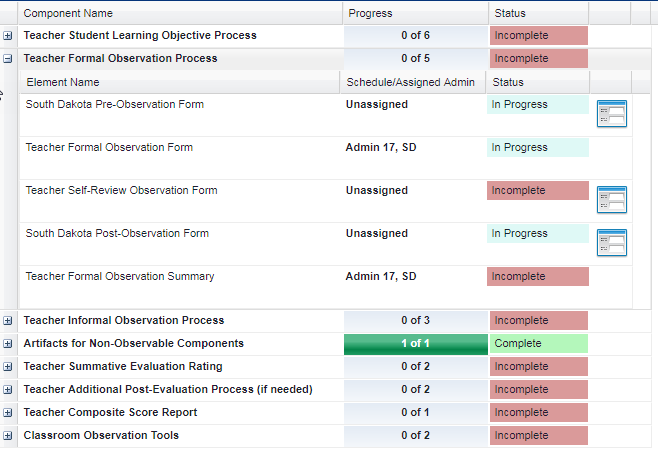 Component Name Progress Status
Teacher Student Learning Objective Process 0 of 6 Incomplete
Teacher Formal Observation Process 0 of 5 Incomplete
Element Name Schedule/Assigned Admin Status
South Dakota Pre-Observation Form Unassigned In Progress
Teacher Formal Observation Form Admin 17, SD In Progress
Teacher Self-Review Observation Form Unassigned Incomplete
South Dakota Post-Observation Form Unassigned In Progress
Teacher Formal Observation Summary Admin 17, SD Incomplete
Teacher Informal Observation Process 0 of 3 Incomplete
Artifacts for Non-Observable Components 1 of 1 Complete
Teacher Summative Evaluation Rating 0 of 2 Incomplete
Teacher Additional Post-Evaluation Process (if needed) 0 of 2 Incomplete
Teacher Composite Score Report 0 of 1 Incomplete
Classroom Observation Tools 0 of 2 Incomplete